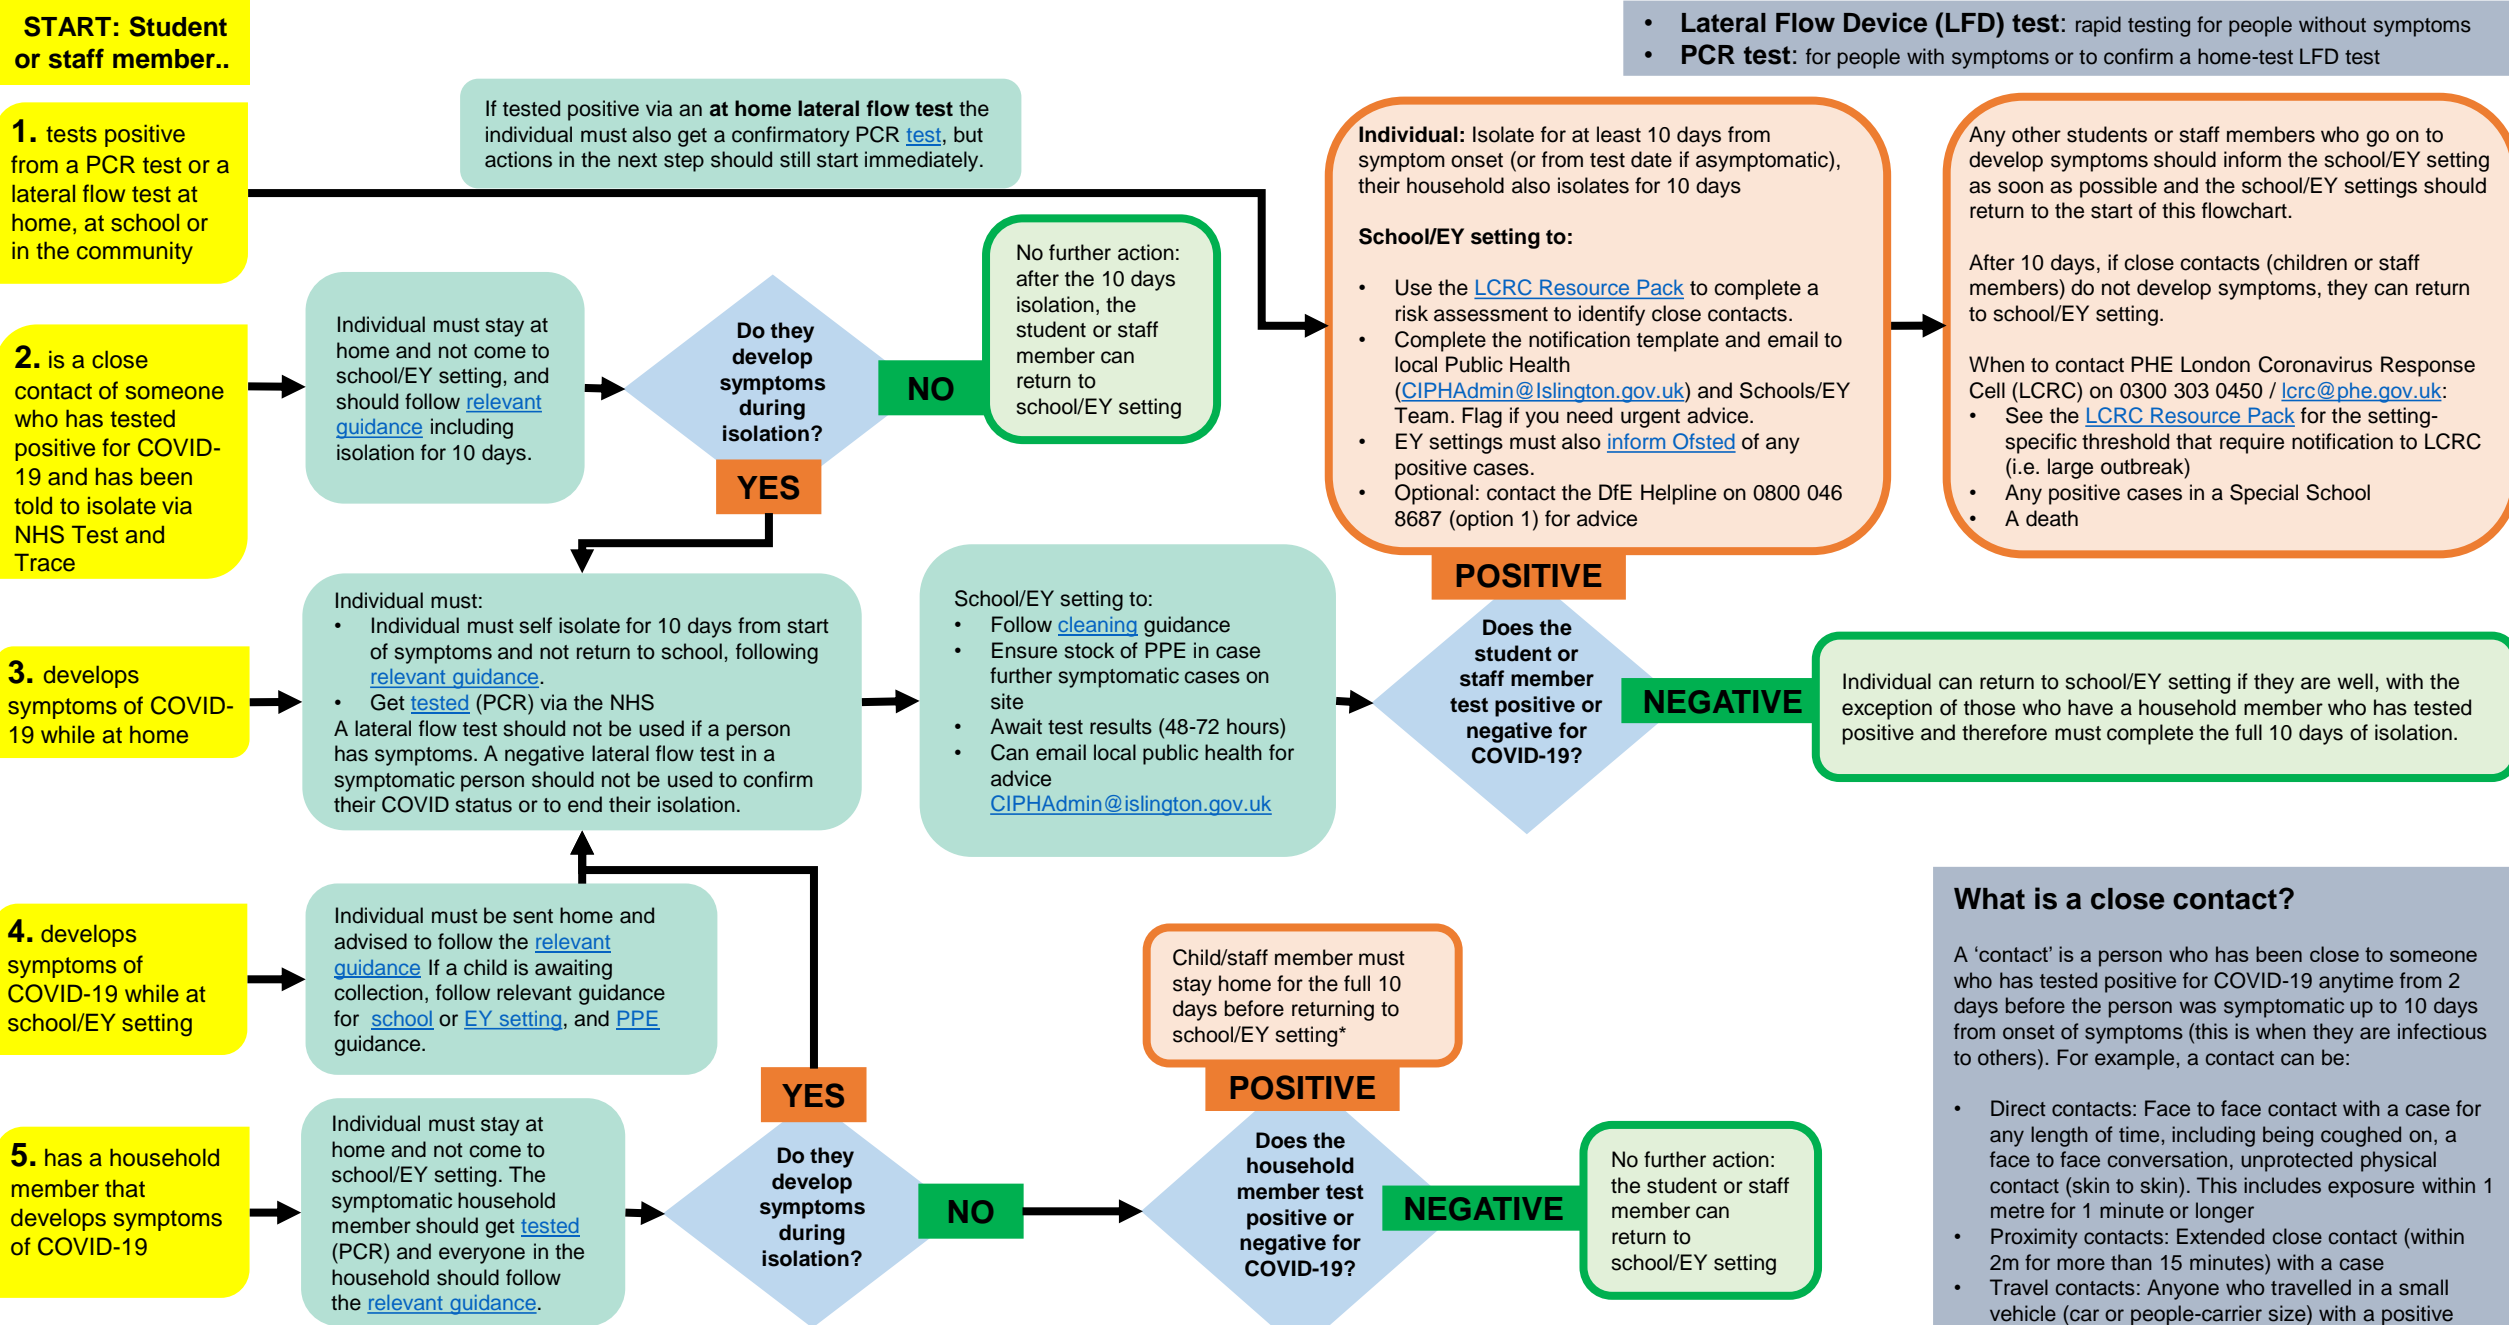 START: Student
or staff member..
• Lateral Flow Device (LFD) test: rapid testing for people without symptoms
• PCR test: for people with symptoms or to confirm a home-test LFD test
1. tests positive
from a PCR test or a
lateral flow test at
home, at school or
in the community
If tested positive via an at home lateral flow test the
individual must also get a confirmatory PCR test, but
actions in the next step should still start immediately.
Individual: Isolate for at least 10 days from
symptom onset (or from test date if asymptomatic),
their household also isolates for 10 days
School/EY setting to:
• Use the LCRC Resource Pack to complete a
risk assessment to identify close contacts.
• Complete the notification template and email to
local Public Health
(CIPHAdmin@Islington.gov.uk) and Schools/EY
Team. Flag if you need urgent advice.
• EY settings must also inform Ofsted of any
positive cases.
• Optional: contact the DfE Helpline on 0800 046
8687 (option 1) for advice
Any other students or staff members who go on to
develop symptoms should inform the school/EY setting
as soon as possible and the school/EY settings should
return to the start of this flowchart.
After 10 days, if close contacts (children or staff
members) do not develop symptoms, they can return
to school/EY setting.
When to contact PHE London Coronavirus Response
Cell (LCRC) on 0300 303 0450 / lcrc@phe.gov.uk:
• See the LCRC Resource Pack for the setting-
specific threshold that require notification to LCRC
(i.e. large outbreak)
• Any positive cases in a Special School
• A death
2. is a close
contact of someone
who has tested
positive for COVID-
19 and has been
told to isolate via
NHS Test and
Trace
Individual must stay at
home and not come to
school/EY setting, and
should follow relevant
guidance including
isolation for 10 days.
Do they
develop
symptoms
during
isolation?
NO
No further action:
after the 10 days
isolation, the
student or staff
member can
return to
school/EY setting
YES
3. develops
symptoms of COVID-
19 while at home
Individual must:
• Individual must self isolate for 10 days from start
of symptoms and not return to school, following
relevant guidance.
• Get tested (PCR) via the NHS
A lateral flow test should not be used if a person
has symptoms. A negative lateral flow test in a
symptomatic person should not be used to confirm
their COVID status or to end their isolation.
School/EY setting to:
• Follow cleaning guidance
• Ensure stock of PPE in case
further symptomatic cases on
site
• Await test results (48-72 hours)
• Can email local public health for
advice
CIPHAdmin@islington.gov.uk
POSITIVE
Does the
student or
staff member
test positive or
negative for
COVID-19?
NEGATIVE
Individual can return to school/EY setting if they are well, with the
exception of those who have a household member who has tested
positive and therefore must complete the full 10 days of isolation.
4. develops
symptoms of
COVID-19 while at
school/EY setting
Individual must be sent home and
advised to follow the relevant
guidance If a child is awaiting
collection, follow relevant guidance
for school or EY setting, and PPE
guidance.
5. has a household
member that
develops symptoms
of COVID-19
Individual must stay at
home and not come to
school/EY setting. The
symptomatic household
member should get tested
(PCR) and everyone in the
household should follow
the relevant guidance.
YES
Do they
develop
symptoms
during
isolation?
NO
Child/staff member must
stay home for the full 10
days before returning to
school/EY setting*
POSITIVE
Does the
household
member test
positive or
negative for
COVID-19?
NEGATIVE
No further action:
the student or staff
member can
return to
school/EY setting
What is a close contact?
A ‘contact’ is a person who has been close to someone
who has tested positive for COVID-19 anytime from 2
days before the person was symptomatic up to 10 days
from onset of symptoms (this is when they are infectious
to others). For example, a contact can be:
• Direct contacts: Face to face contact with a case for
any length of time, including being coughed on, a
face to face conversation, unprotected physical
contact (skin to skin). This includes exposure within 1
metre for 1 minute or longer
• Proximity contacts: Extended close contact (within
2m for more than 15 minutes) with a case
• Travel contacts: Anyone who travelled in a small
vehicle (car or people-carrier size) with a positive